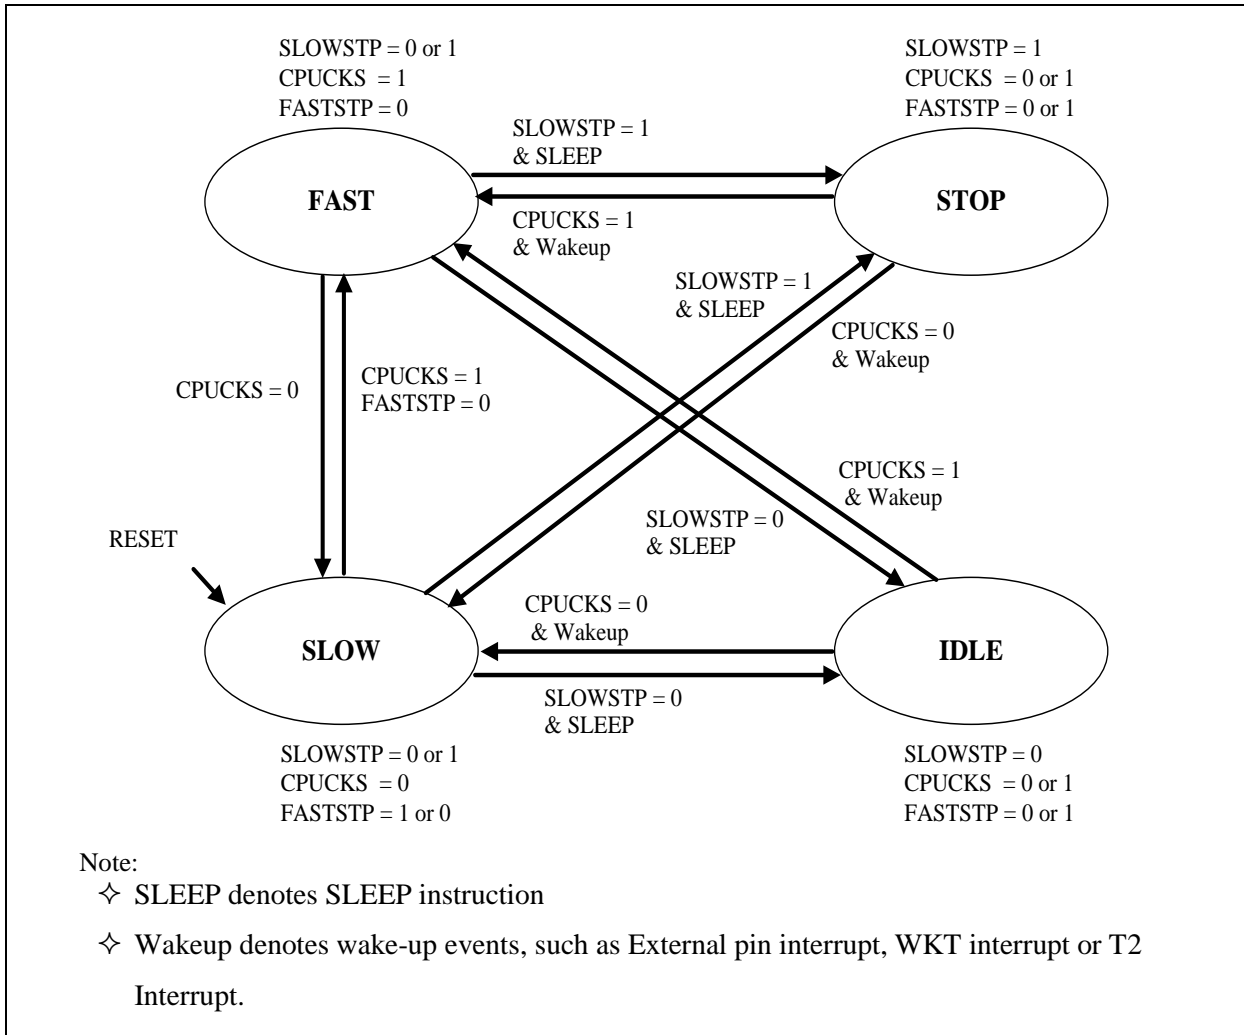 SLOWSTP = 0 or 1
CPUCKS = 1
FASTSTP = 0
SLOWSTP = 1
CPUCKS = 0 or 1
FASTSTP = 0 or 1
SLOWSTP = 1
& SLEEP
FAST
STOP
CPUCKS = 1
& Wakeup
SLOWSTP = 1
& SLEEP
CPUCKS = 0
& Wakeup
CPUCKS = 0
CPUCKS = 1
FASTSTP = 0
CPUCKS = 1
& Wakeup
SLOWSTP = 0
& SLEEP
RESET
CPUCKS = 0
& Wakeup
SLOW
IDLE
SLOWSTP = 0
& SLEEP
SLOWSTP = 0 or 1
CPUCKS = 0
FASTSTP = 1 or 0
SLOWSTP = 0
CPUCKS = 0 or 1
FASTSTP = 0 or 1
Note:
✧ SLEEP denotes SLEEP instruction
✧ Wakeup denotes wake-up events, such as External pin interrupt, WKT interrupt or T2
Interrupt.